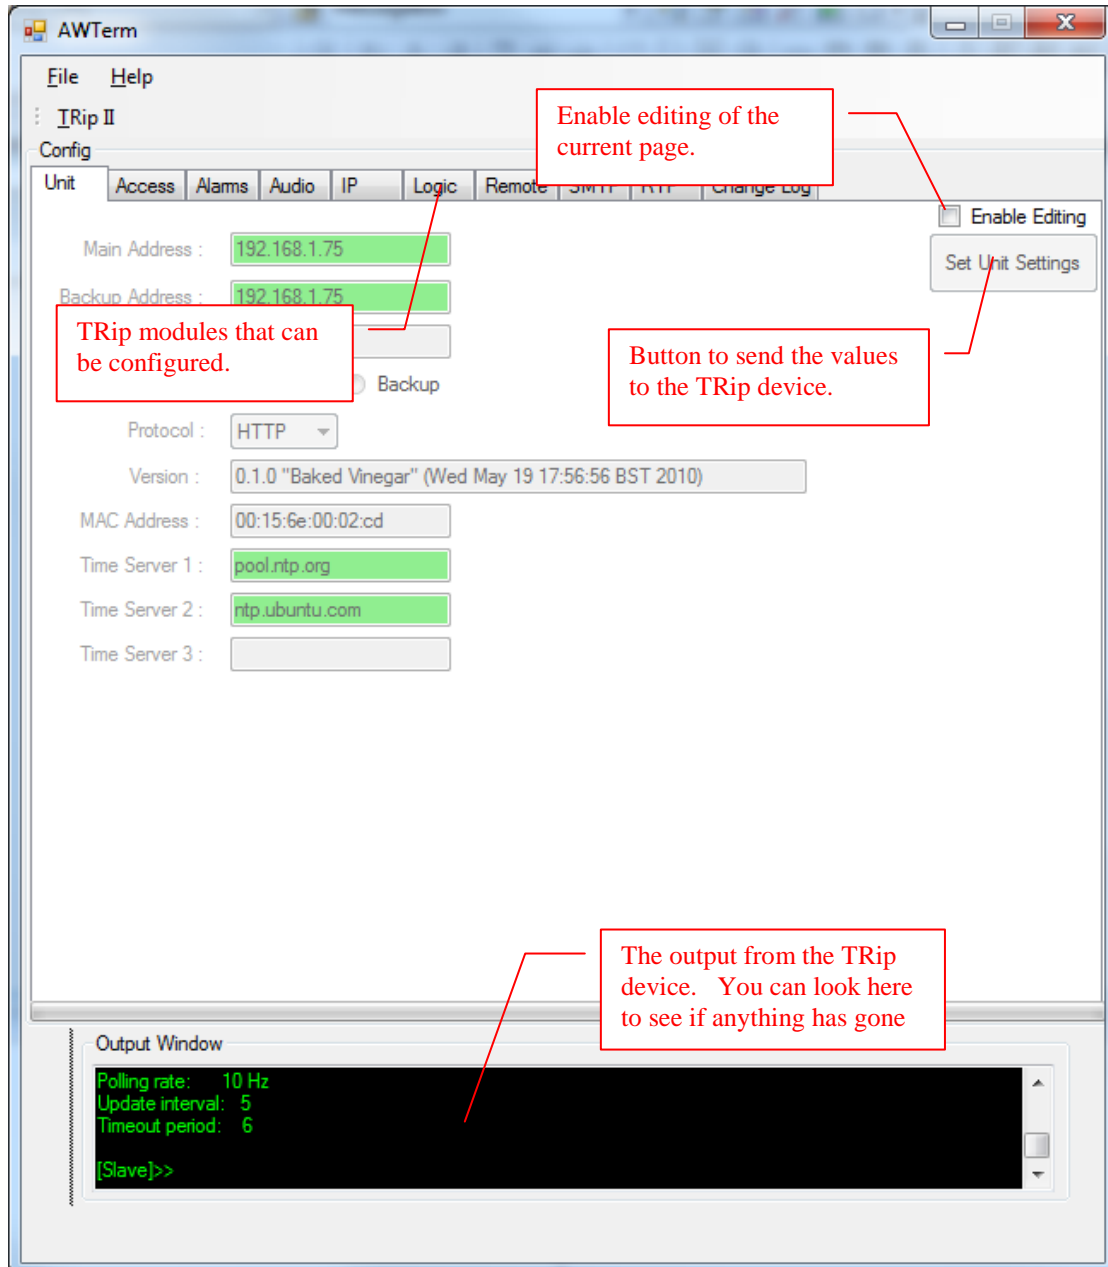 AWTerm
File Help
TRip II
Enable editing of the
current page.
Config
Unit Access Alarms Audio IP Logic Remote Change Log
Enable Editing
Main Address : 192.168.1.75
Set Unit Settings
Backup Address : 192.168.1.75
TRip modules that can
be configured.
Button to send the values
to the TRip device.
Backup
Protocol : HTTP
Version : 0.1.0 "Baked Vinegar" (Wed May 19 17:56:56 BST 2010)
MAC Address : 00:15:6e:00:02:cd
Time Server 1 : pool.ntp.org
Time Server 2 : ntp.ubuntu.com
Time Server 3 :
The output from the TRip
device. You can look here
to see if anything has gone
Output Window
Polling rate: 10 Hz
Update interval: 5
Timeout period: 6
[Slave]>>